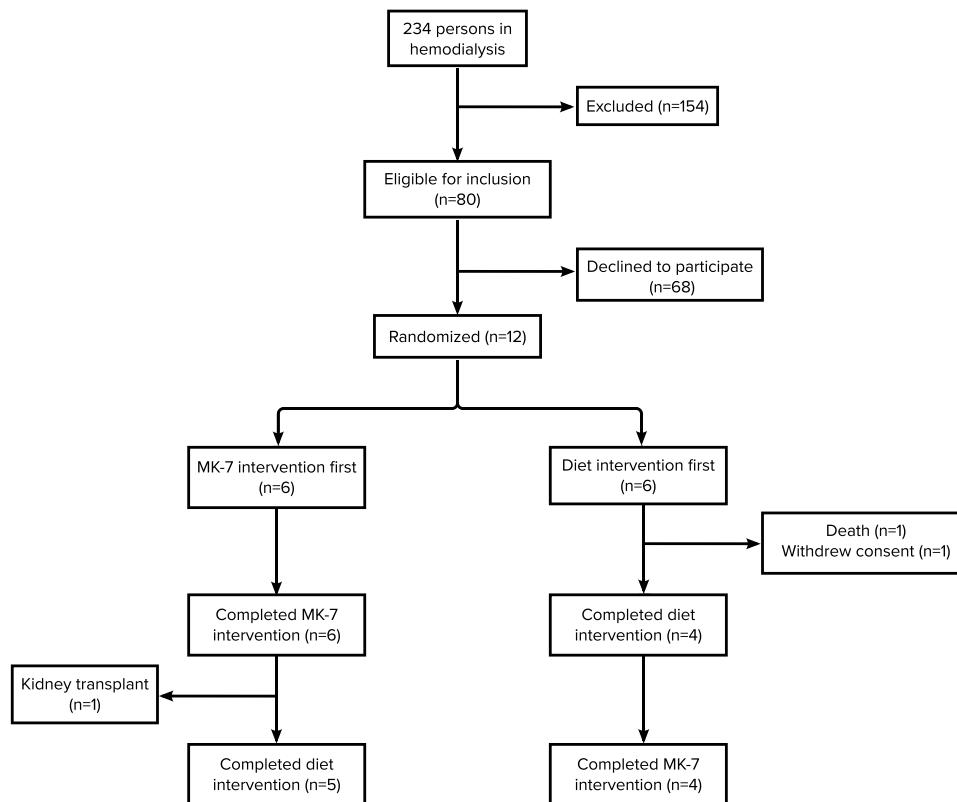 234 persons in
hemodialysis
Excluded (n=154)
Eligible for inclusion
(n=80)
Declined to participate
(n=68)
Randomized (n=12)
MK-7 intervention first
(n=6)
Diet intervention first
(n=6)
Death (n=1)
Withdrew consent (n=1)
Completed MK-7
intervention (n=6)
Completed diet
intervention (n=4)
Kidney transplant
(n=1)
Completed diet
intervention (n=5)
Completed MK-7
intervention (n=4)